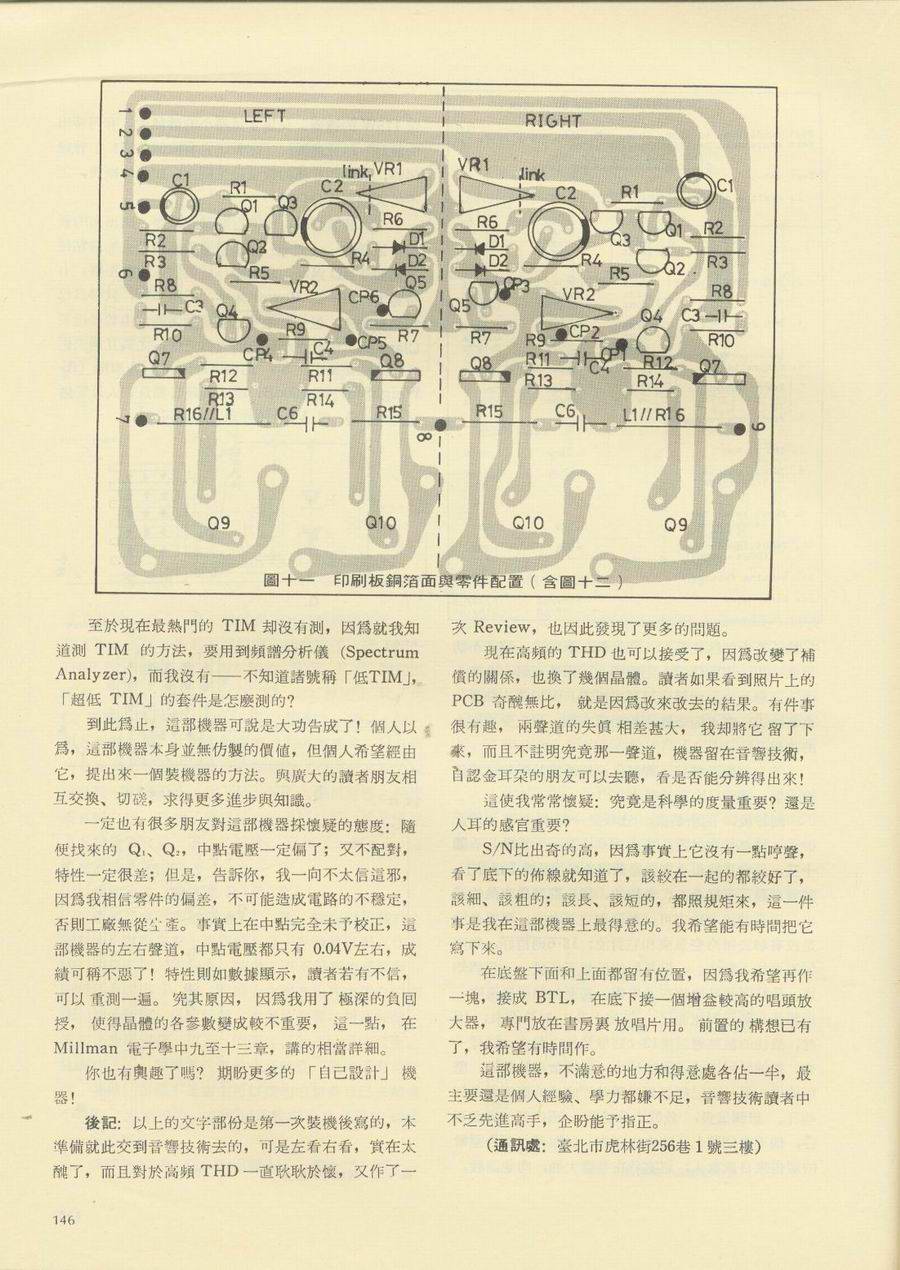 LEFT
RIGHT
1
2
3
4
5
6
7
8
9
C1
R1
Q1
Q3
C2
link
VR1
R6
D1
D2
R2
R3
Q2
R4
R5
Q5
R8
C3
VR2
CP6
Q4
R10
R9
CP5
R7
CP4
C4
Q7
Q8
R12
R11
R13
R14
R16//L1
C6
R15
Q9
Q10
VR1
link
C2
R1
C1
R6
Q3
Q1
R2
D1
D2
R4
Q2
R3
R5
CP3
Q5
VR2
R8
Q4
C3
R7
R9
CP2
CP1
R10
Q8
R11
C4
R12
Q7
R13
R14
R15
C6
L1//R16
Q10
Q9
圖十一 印刷板銅箔面與零件配置(含圖十二)
至於現在最熱門的 TIM 却沒有測，因爲就我知
道測 TIM 的方法，要用到頻譜分析儀 (Spectrum
Analyzer)，而我沒有——不知道諸號稱「低TIM」，
「超低 TIM」的套件是怎麼測的?
到此爲止，這部機器可說是大功告成了！個人以
爲，這部機器本身並無仿製的價值，但個人希望經由
它，提出來一個裝機器的方法。與廣大的讀者朋友相
互交換、切磋，求得更多進步與知識。
一定也有很多朋友對這部機器採懷疑的態度：隨
便找來的 Q₁、Q₂，中點電壓一定偏了；又不配對，
特性一定很差；但是，告訴你，我一向不太信這邪，
因爲我相信零件的偏差，不可能造成電路的不穩定，
否則工廠無從生產。事實上在中點完全未予校正，這
部機器的左右聲道，中點電壓都只有 0.04V左右，成
績可稱不惡了！特性則如數據顯示，讀者若有不信，
可以重測一遍。究其原因，因爲我用了極深的負回
授，使得晶體的各參數變成較不重要，這一點，在
Millman 電子學中九至十三章，講的相當詳細。
你也有興趣了嗎？期盼更多的「自己設計」機
器！
後記：以上的文字部份是第一次裝機後寫的，本
準備就此交到音響技術去的，可是左看右看，實在太
醜了，而且對於高頻 THD 一直耿耿於懷，又作了一
次 Review，也因此發現了更多的問題。
現在高頻的 THD 也可以接受了，因爲改變了補
償的關係，也換了幾個晶體。讀者如果看到照片上的
PCB 奇醜無比，就是因爲改來改去的結果。有件事
很有趣，兩聲道的失眞相差甚大，我却將它留了下
來，而且不註明究竟那一聲道，機器留在音響技術，
自認金耳朶的朋友可以去聽，看是否能分辨得出來！
這使我常常懷疑：究竟是科學的度量重要？還是
人耳的感官重要？
S/N比出奇的高，因爲事實上它沒有一點哼聲，
看了底下的佈線就知道了，該絞在一起的都絞好了，
該細、該粗的；該長、該短的，都照規矩來，這一件
事是我在這部機器上最得意的。我希望能有時間把它
寫下來。
在底盤下面和上面都留有位置，因爲我希望再作
一塊，接成 BTL，在底下接一個增益較高的唱頭放
大器，專門放在書房裏放唱片用。前置的構想已有
了，我希望有時間作。
這部機器，不滿意的地方和得意處各佔一半，最
主要還是個人經驗、學力都嫌不足，音響技術讀者中
不乏先進高手，企盼能予指正。
(通訊處：臺北市虎林街256巷1號三樓)
146